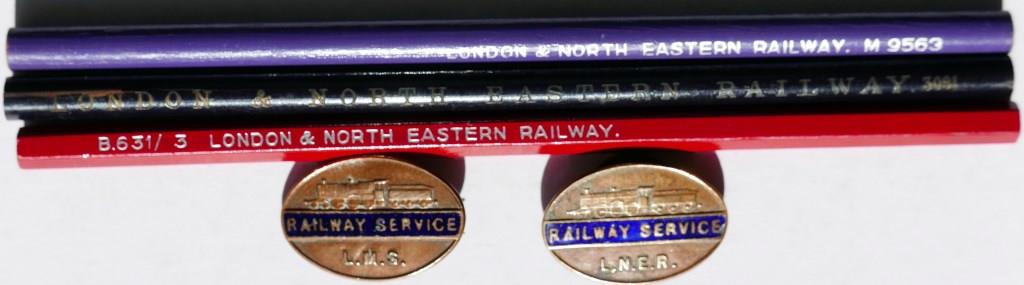 LONDON & NORTH EASTERN RAILWAY. M 9563
LONDON & NORTH EASTERN RAILWAY. 3081
B.631/ 3 LONDON & NORTH EASTERN RAILWAY.
RAILWAY SERVICE
L.M.S.
RAILWAY SERVICE
L.N.E.R.